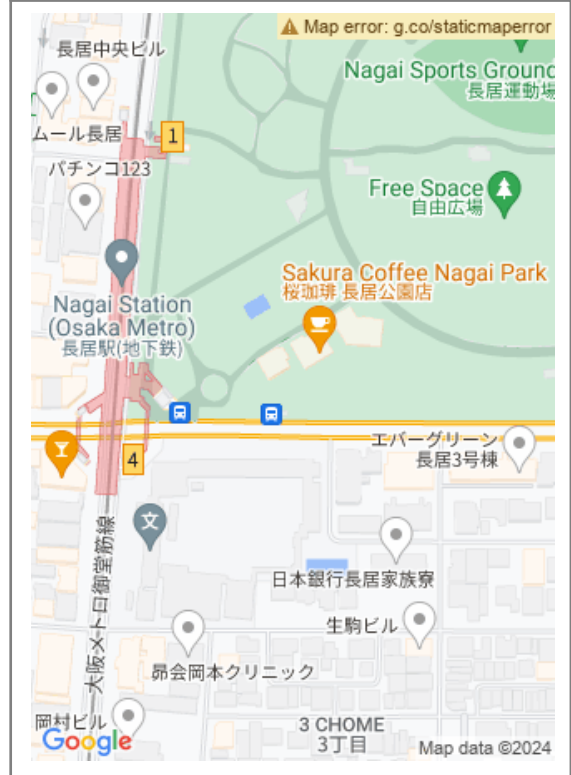 Map error: g.co/staticmaperror
長居中央ビル
Nagai Sports Ground
長居運動場
ムール長居
1
パチンコ123
Free Space
自由広場
Sakura Coffee Nagai Park
桜珈琲 長居公園店
Nagai Station
(Osaka Metro)
長居駅(地下鉄)
エバーグリーン
長居3号棟
4
文
大阪メトロ御堂筋線
日本銀行長居家族寮
生駒ビル
昴会岡本クリニック
岡村ビル
3 CHOME
3丁目
Google
Map data ©2024